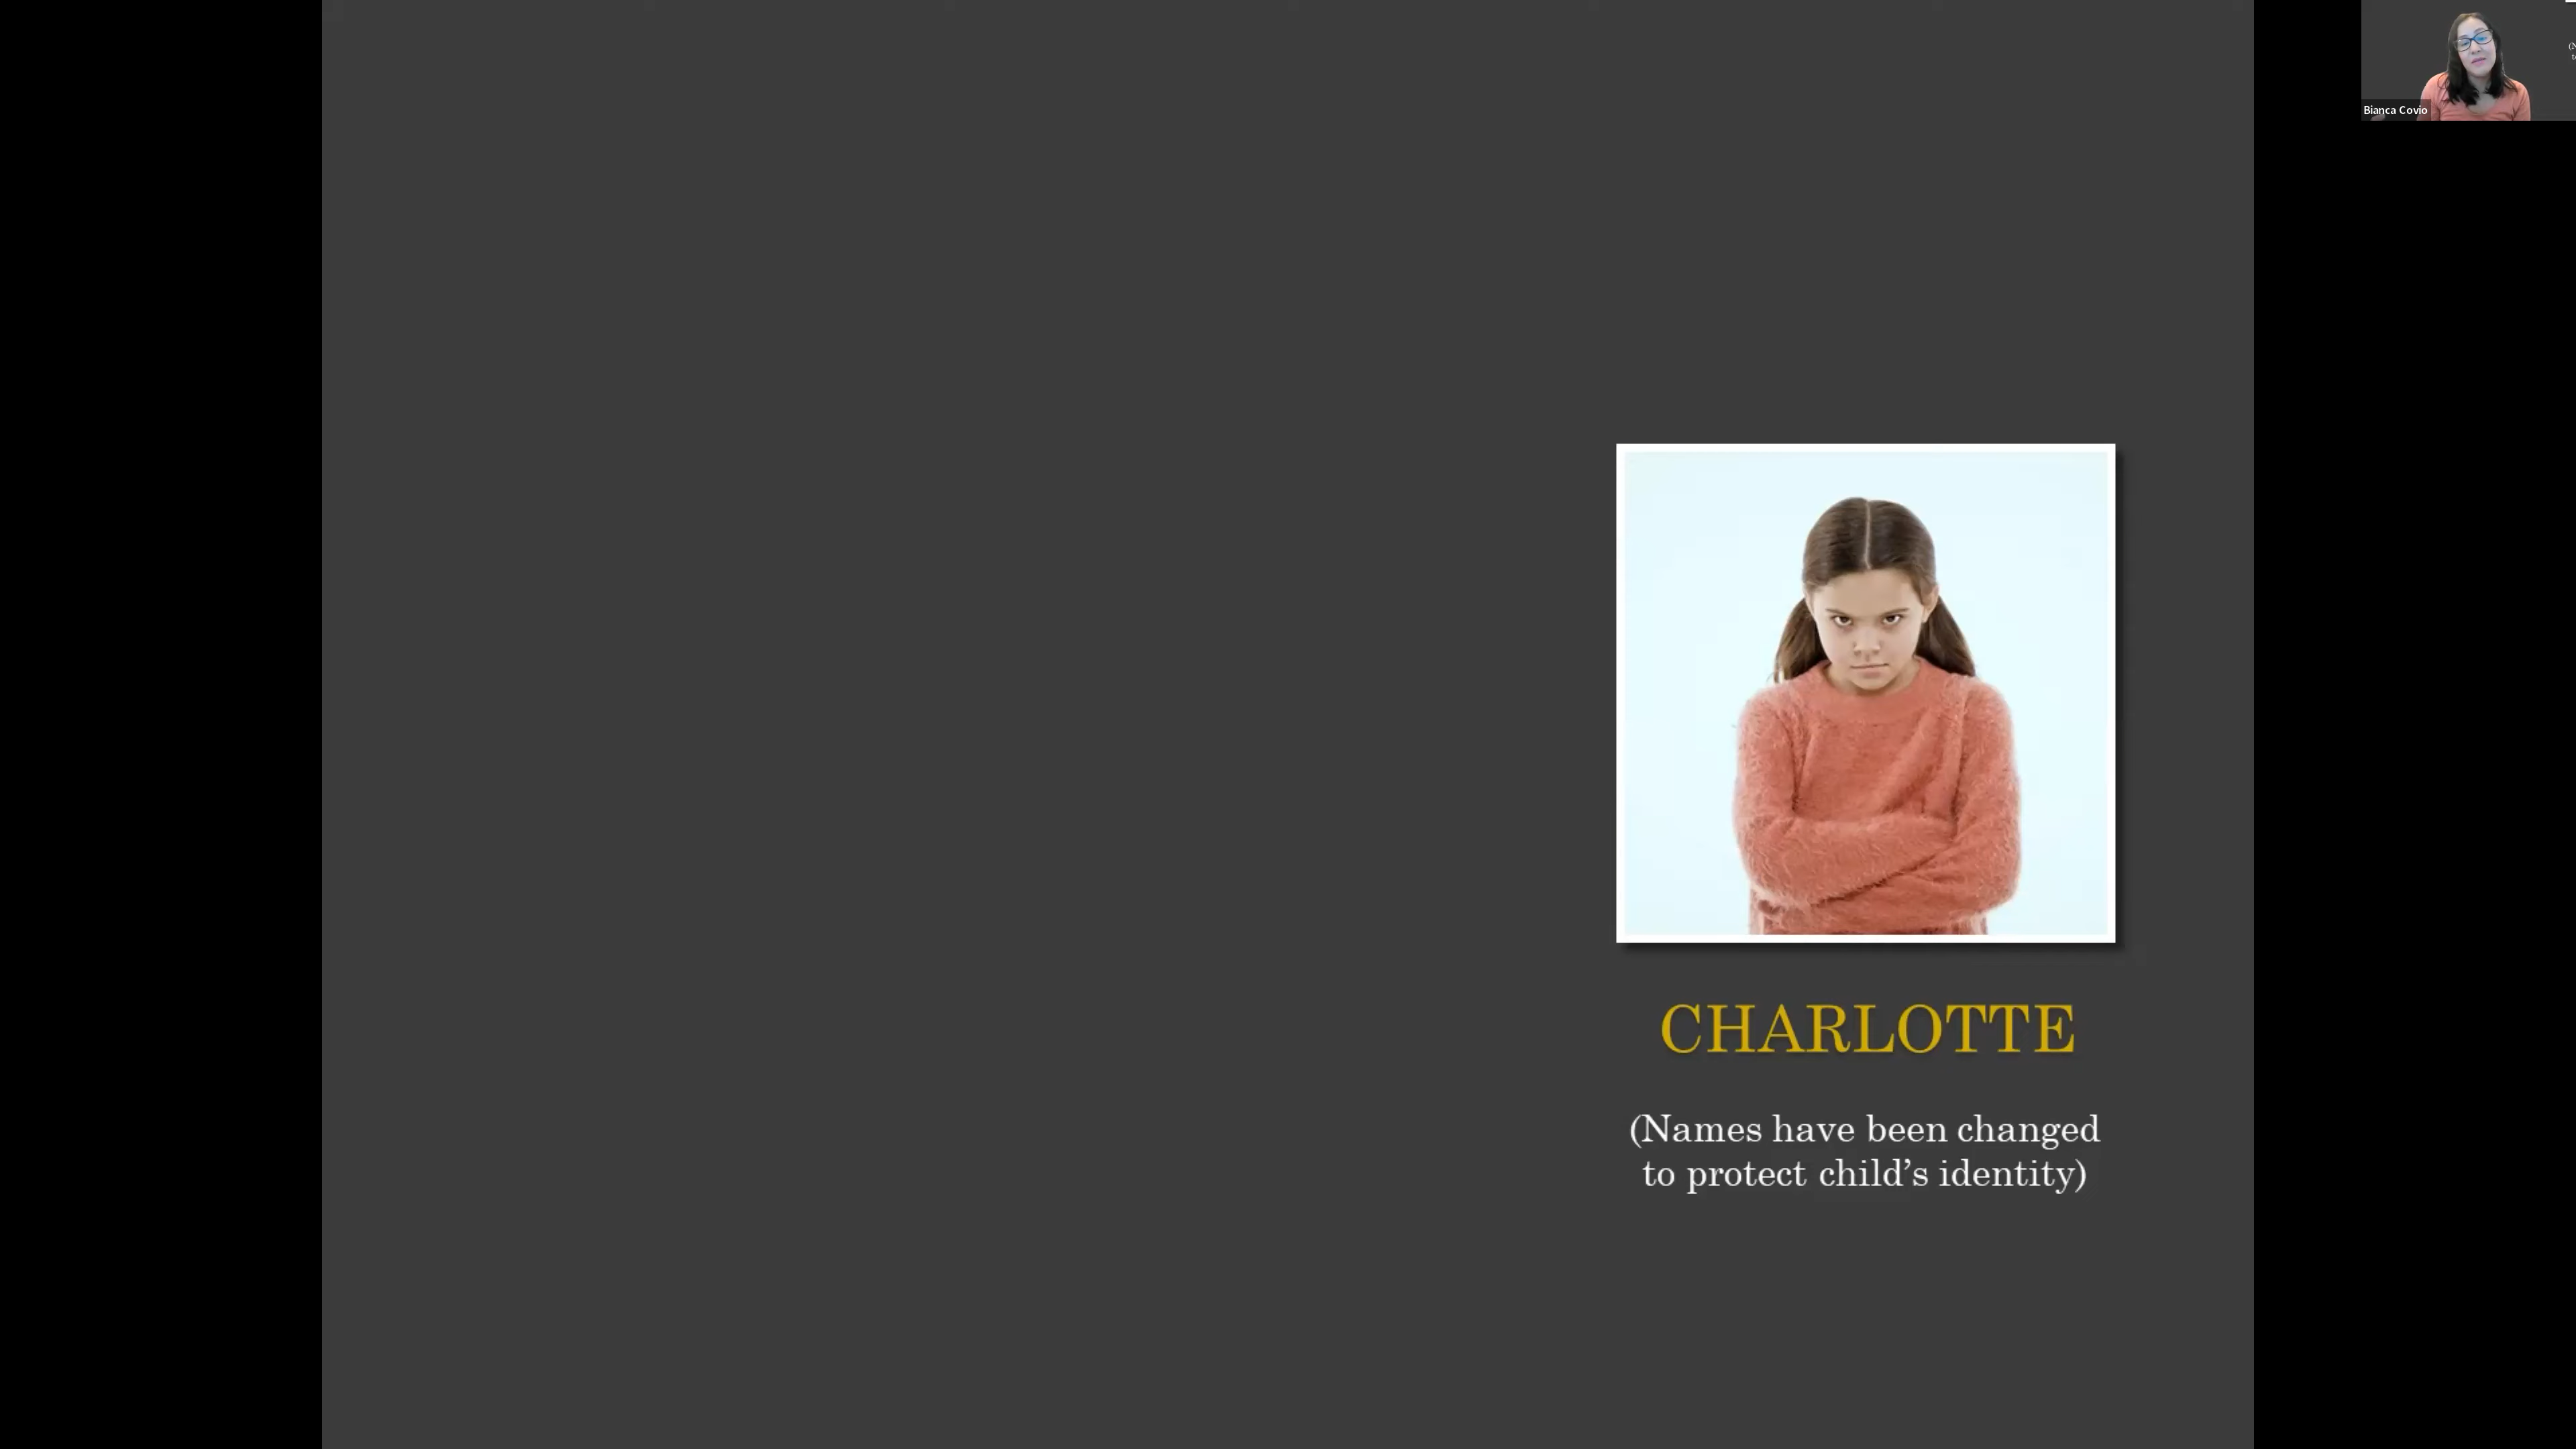 Bianca Covio
CHARLOTTE
(Names have been changed
to protect child's identity)